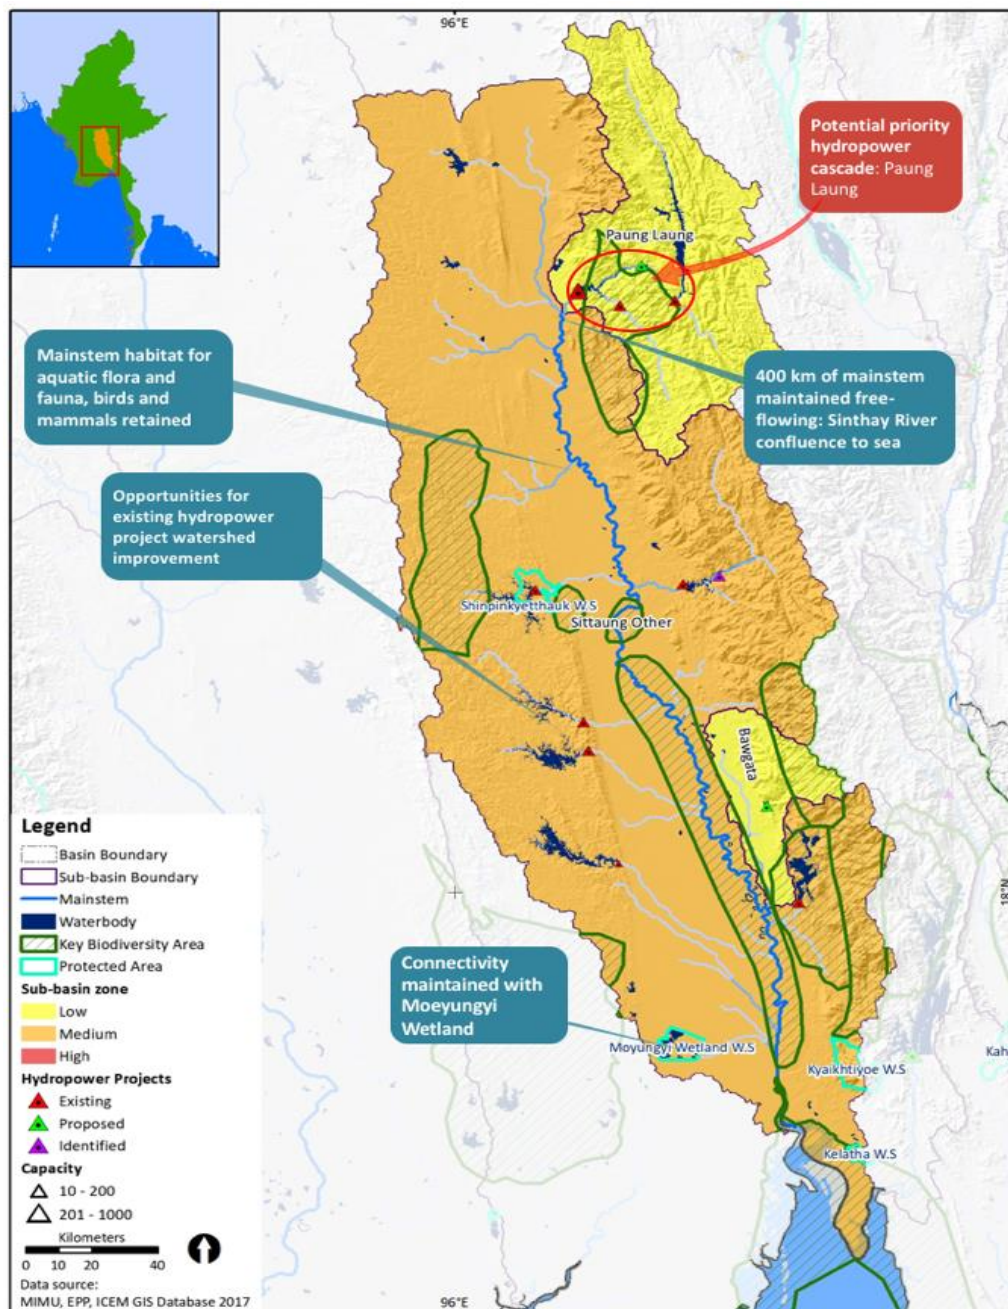 96°E
Potential priority
hydropower
cascade: Paung
Laung
Paung Laung
Mainstem habitat for
aquatic flora and
fauna, birds and
mammals retained
400 km of mainstem
maintained free-
flowing: Sinthay River
confluence to sea
Opportunities for
existing hydropower
project watershed
improvement
Shinpinkyetthauk W.S
Sittaung Other
Bawgata
18°N
Connectivity
maintained with
Moeyungyi
Wetland
Moyungyi Wetland W.S
Kyaikhtiyoe W.S
Kah
Kelatha W.S
Legend
Basin Boundary
Sub-basin Boundary
Mainstem
Waterbody
Key Biodiversity Area
Protected Area
Sub-basin zone
Low
Medium
High
Hydropower Projects
Existing
Proposed
Identified
Capacity
10 - 200
201 - 1000
Kilometers
0 10 20 40
Data source:
MIMU, EPP, ICEM GIS Database 2017
96°E